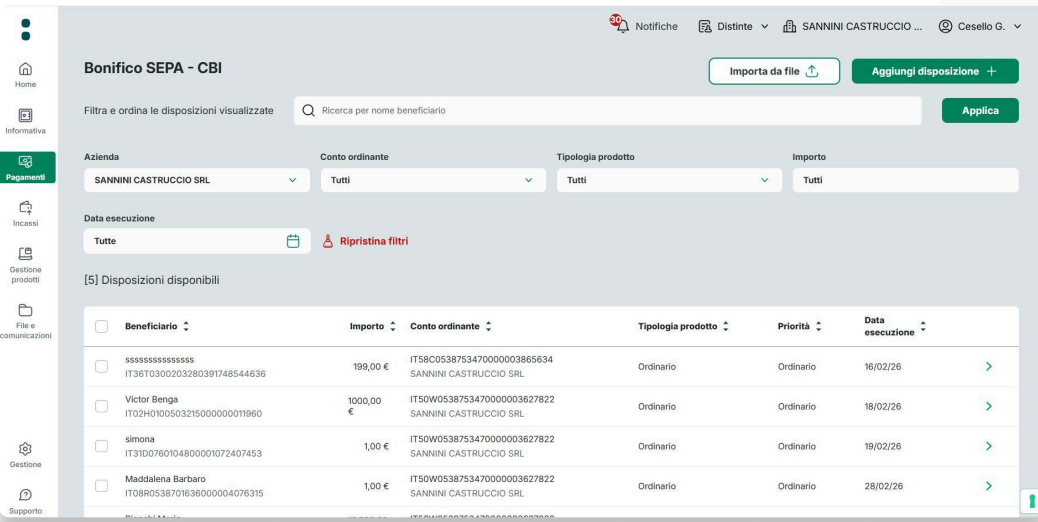 30 Notifiche Distinte SANNINI CASTRUCCIO ... Cesello G.
Home
Informativa
Pagamenti
Incassi
Gestione
prodotti
File e
comunicazioni
Gestione
Supporto
Bonifico SEPA - CBI
Importa da file
Aggiungi disposizione +
Filtra e ordina le disposizioni visualizzate
Ricerca per nome beneficiario
Applica
Azienda Conto ordinante Tipologia prodotto Importo
SANNINI CASTRUCCIO SRL Tutti Tutti Tutti
Data esecuzione
Tutte Ripristina filtri
[5] Disposizioni disponibili
Beneficiario Importo Conto ordinante Tipologia prodotto Priorità Data
esecuzione
sssssssssssssss 199,00 € IT58C0538753470000003865634 Ordinario Ordinario 16/02/26
IT36T0300203280391748544636 SANNINI CASTRUCCIO SRL
Victor Benga 1000,00 IT50W0538753470000003627822 Ordinario Ordinario 18/02/26
IT02H0100503215000000011960 € SANNINI CASTRUCCIO SRL
simona 1,00 € IT50W0538753470000003627822 Ordinario Ordinario 19/02/26
IT31D0760104800001072407453 SANNINI CASTRUCCIO SRL
Maddalena Barbaro 1,00 € IT50W0538753470000003627822 Ordinario Ordinario 28/02/26
IT08R0538701636000004076315 SANNINI CASTRUCCIO SRL